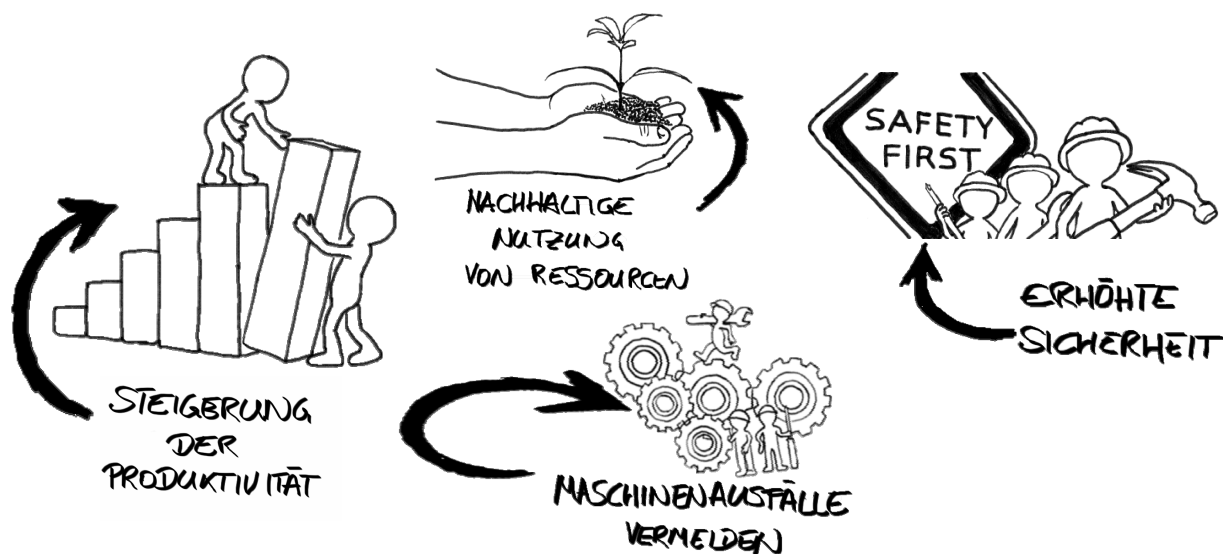 STEIGERUNG
DER
PRODUKTIVITÄT
NACHHALTIGE
NUTZUNG
VON RESSOURCEN
MASCHINENAUSFÄLLE
VERMEIDEN
SAFETY
FIRST
ERHÖHTE
SICHERHEIT